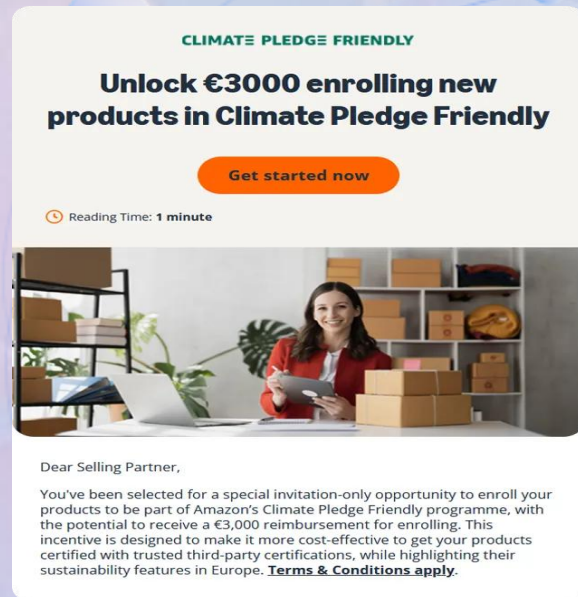 CLIMATE PLEDGE FRIENDLY
Unlock €3000 enrolling new
products in Climate Pledge Friendly
Get started now
Reading Time: 1 minute
Dear Selling Partner,
You've been selected for a special invitation-only opportunity to enroll your
products to be part of Amazon's Climate Pledge Friendly programme, with
the potential to receive a €3,000 reimbursement for enrolling. This
incentive is designed to make it more cost-effective to get your products
certified with trusted third-party certifications, while highlighting their
sustainability features in Europe. Terms & Conditions apply.